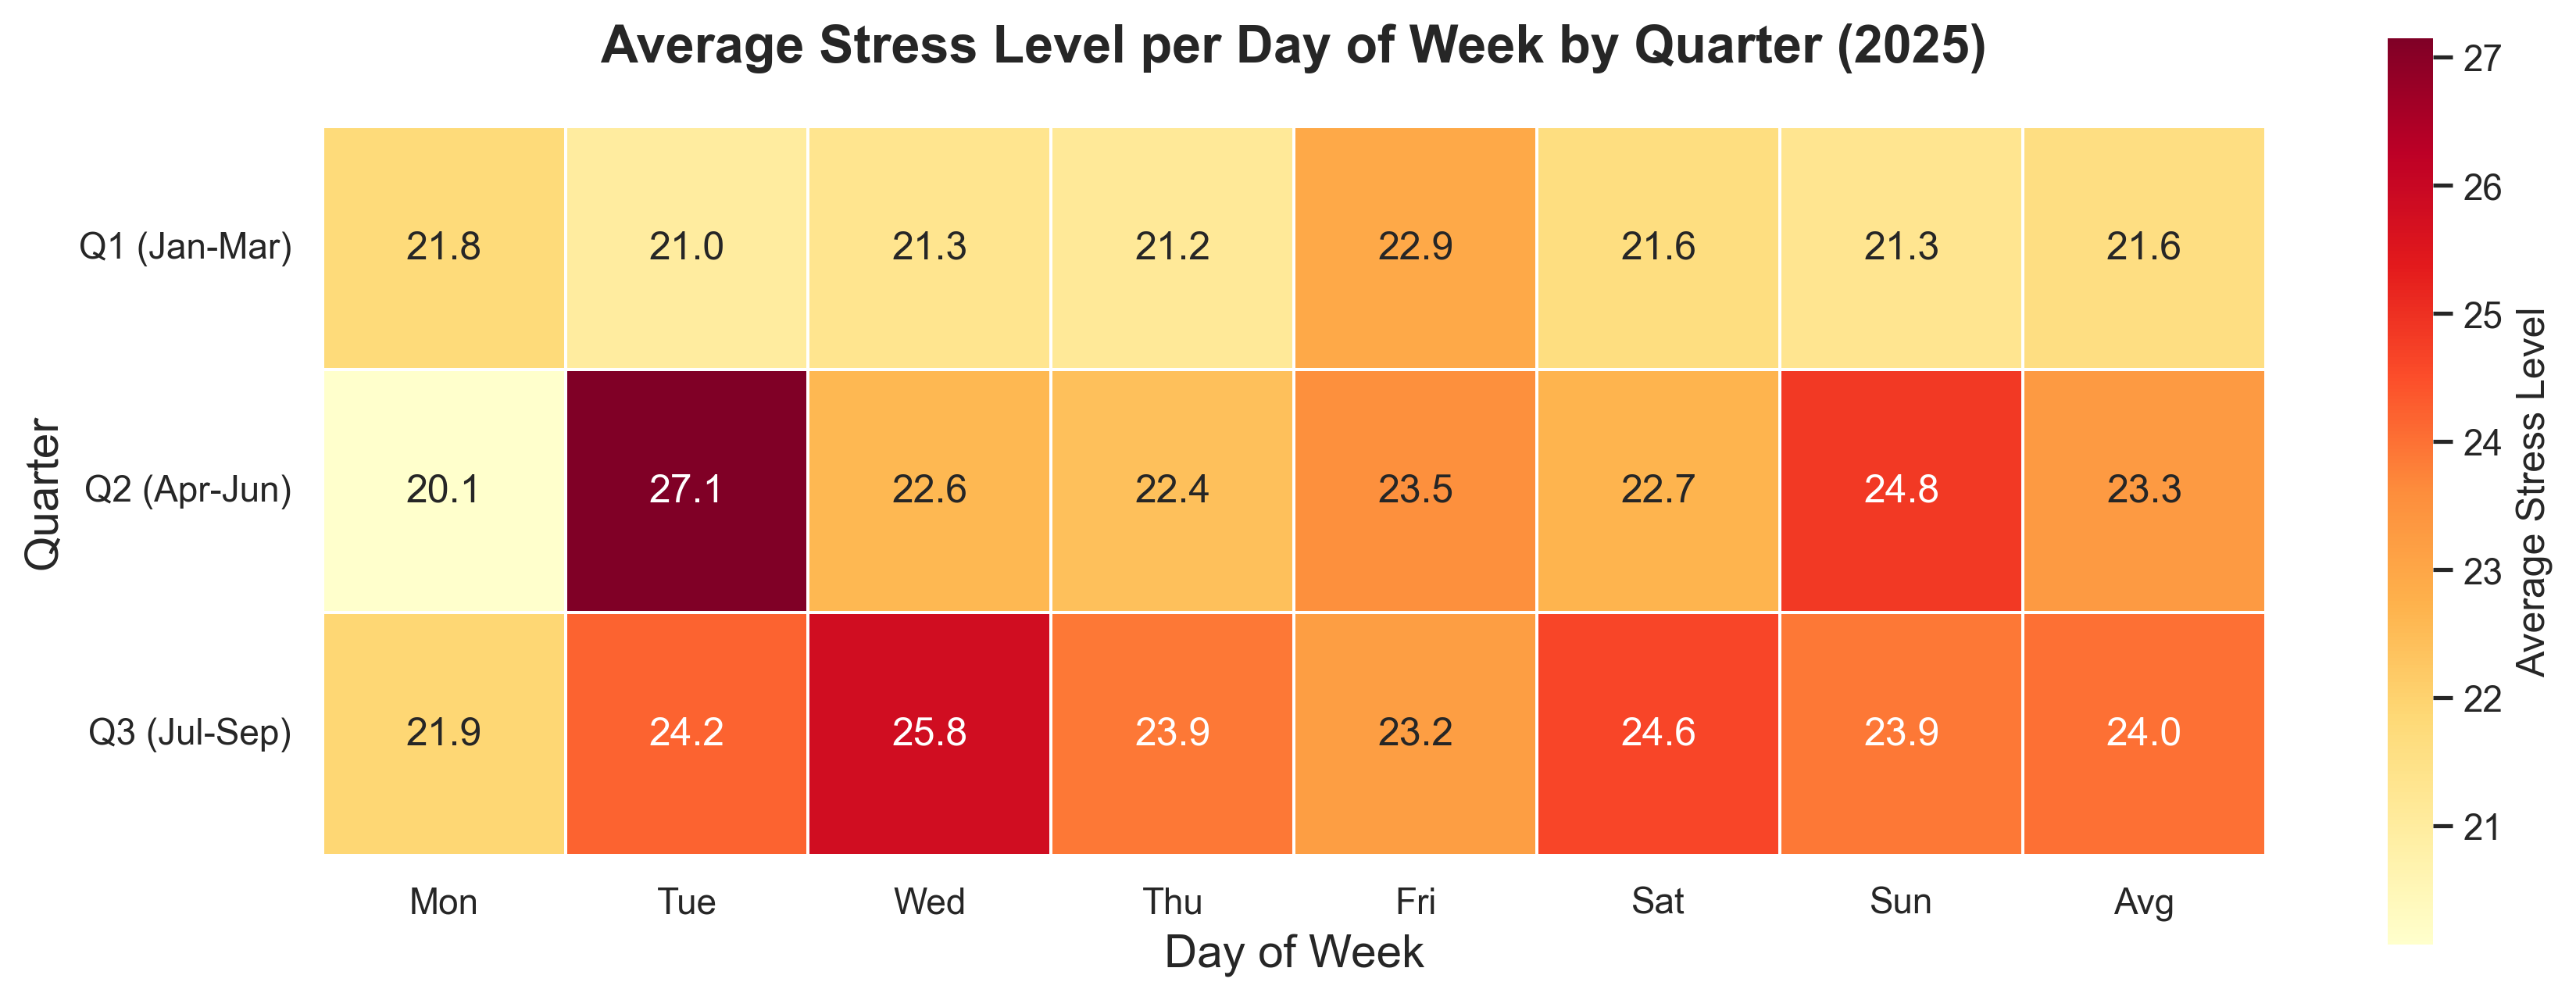 Average Stress Level per Day of Week by Quarter (2025)
Quarter
Q1 (Jan-Mar) 21.8 21.0 21.3 21.2 22.9 21.6 21.3 21.6
Q2 (Apr-Jun) 20.1 27.1 22.6 22.4 23.5 22.7 24.8 23.3
Q3 (Jul-Sep) 21.9 24.2 25.8 23.9 23.2 24.6 23.9 24.0
Mon Tue Wed Thu Fri Sat Sun Avg
Day of Week
27
26
25
24
23
22
21
Average Stress Level